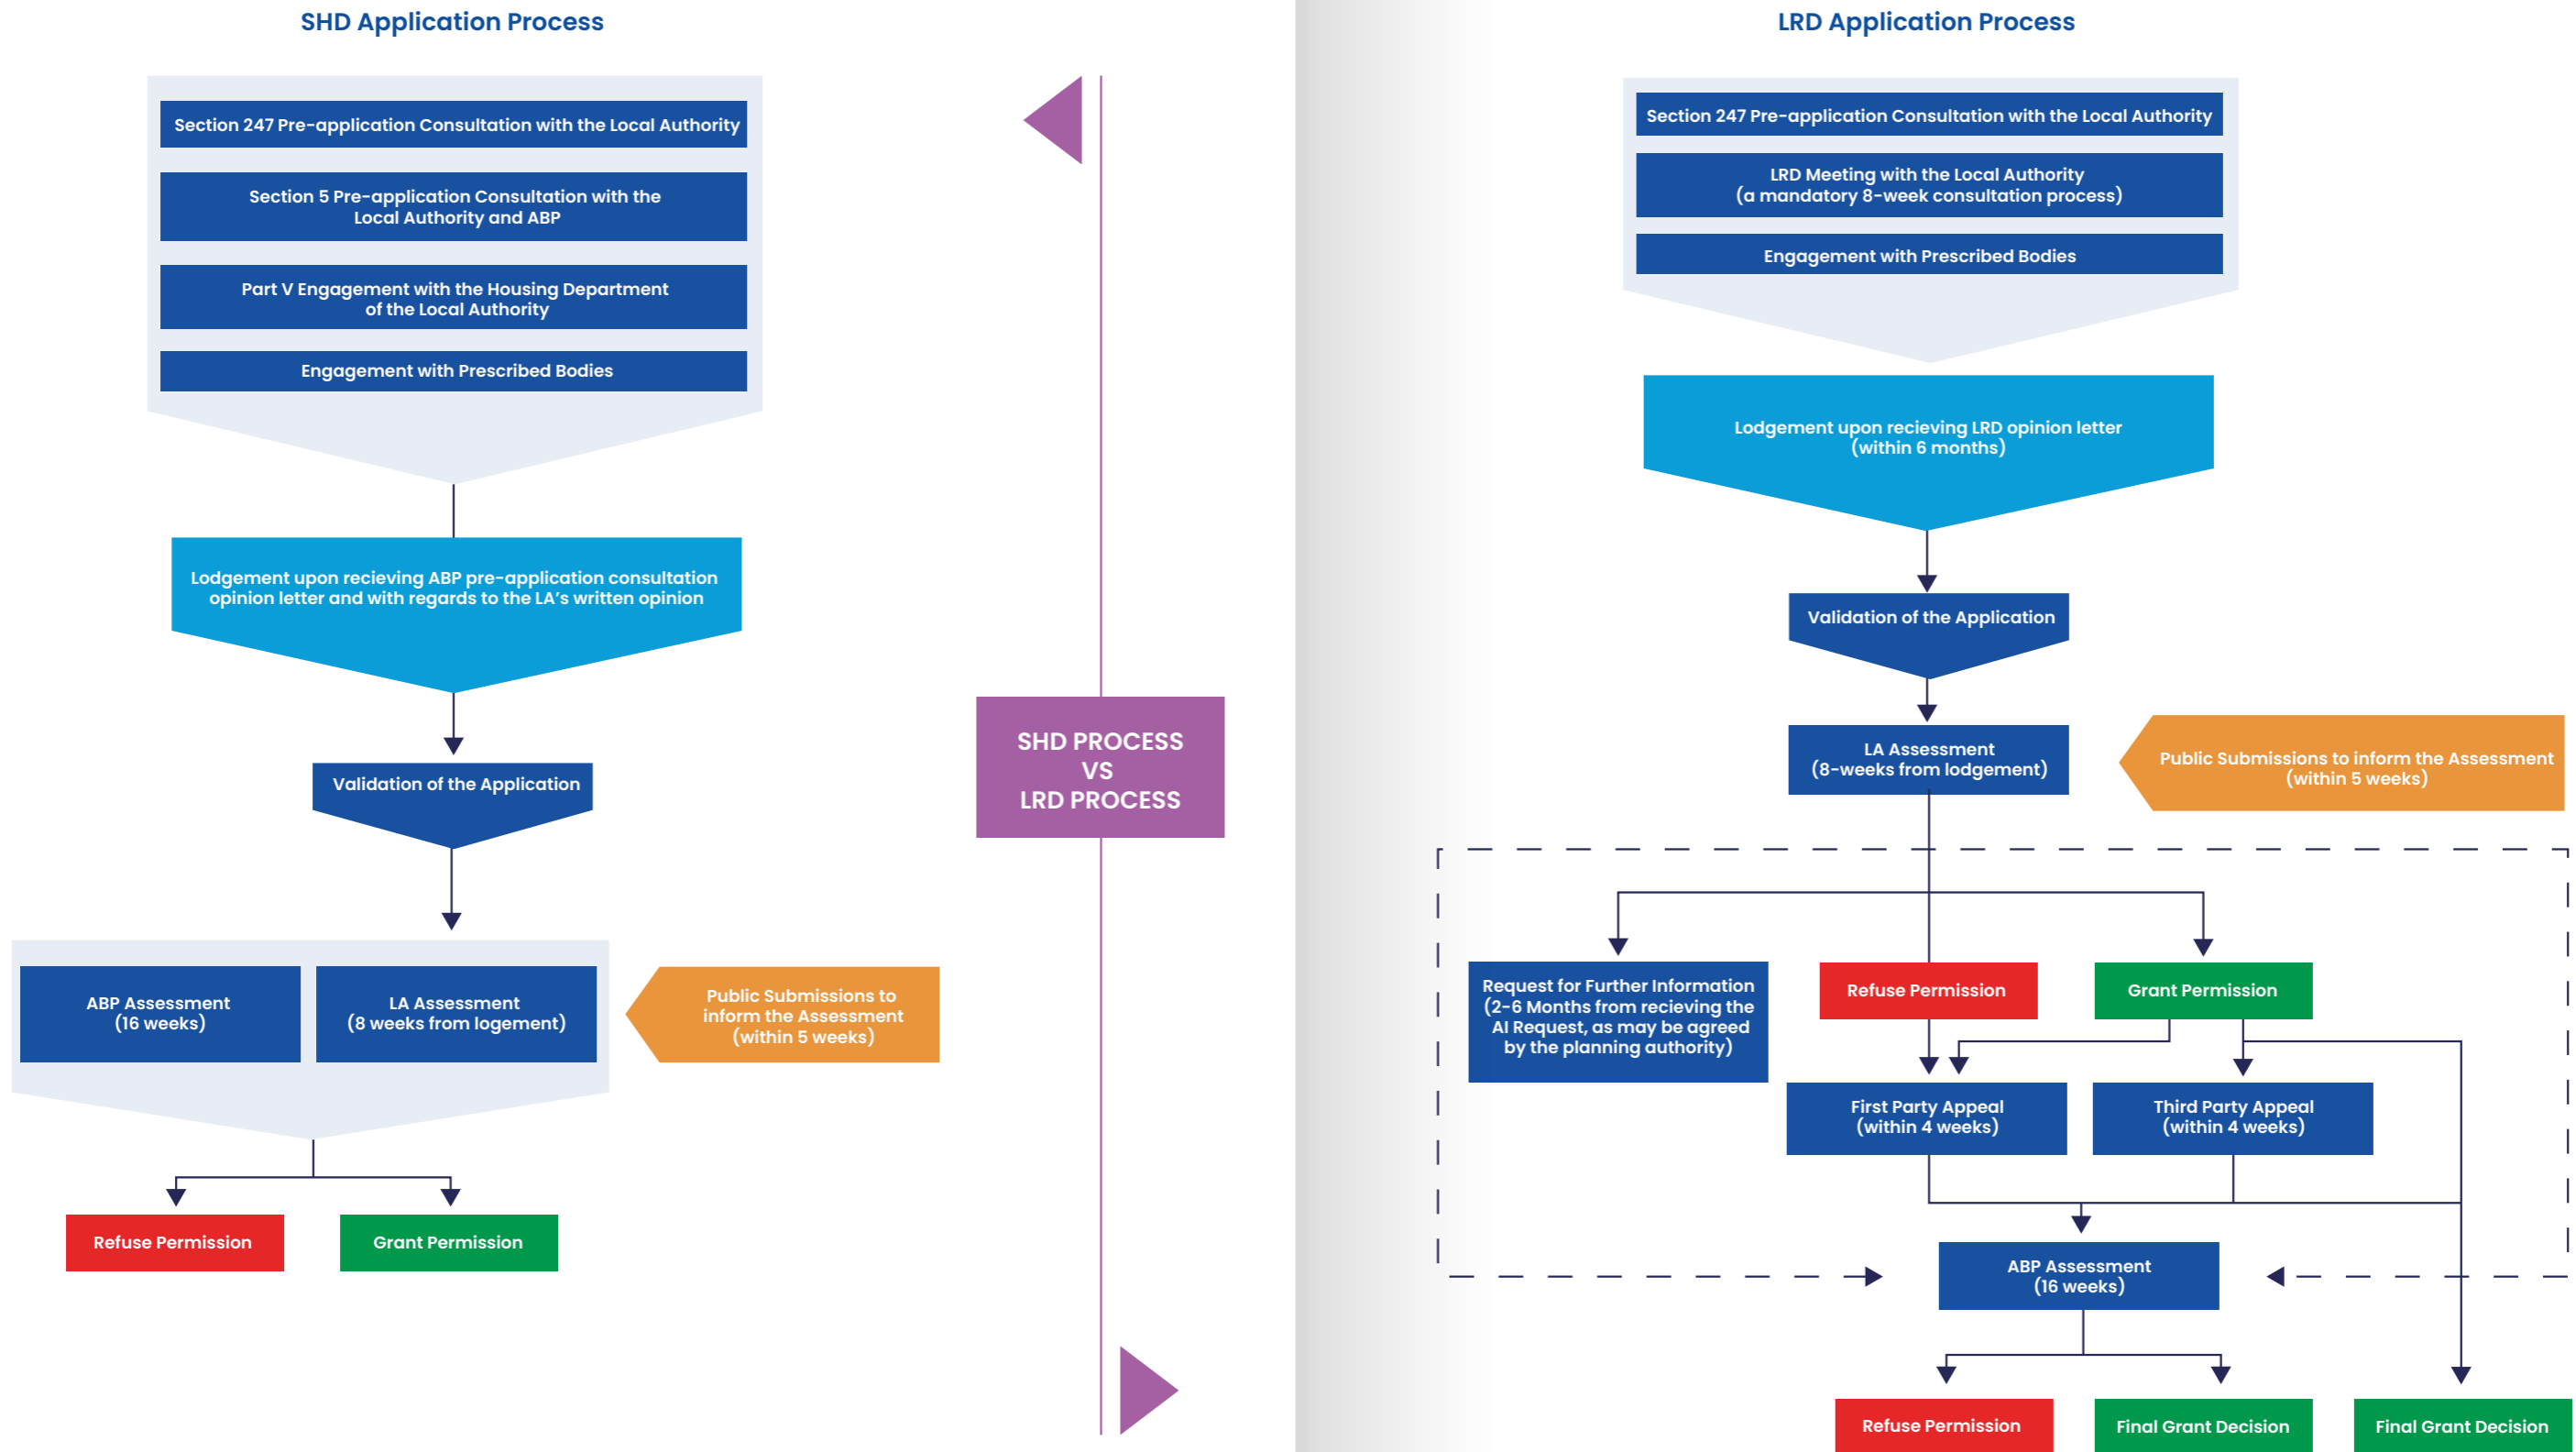 SHD Application Process
Section 247 Pre-application Consultation with the Local Authority
Section 5 Pre-application Consultation with the
Local Authority and ABP
Part V Engagement with the Housing Department
of the Local Authority
Engagement with Prescribed Bodies
Lodgement upon recieving ABP pre-application consultation
opinion letter and with regards to the LA's written opinion
Validation of the Application
ABP Assessment
(16 weeks)
LA Assessment
(8 weeks from logement)
Public Submissions to
inform the Assessment
(within 5 weeks)
Refuse Permission
Grant Permission
SHD PROCESS
VS
LRD PROCESS
LRD Application Process
Section 247 Pre-application Consultation with the Local Authority
LRD Meeting with the Local Authority
(a mandatory 8-week consultation process)
Engagement with Prescribed Bodies
Lodgement upon recieving LRD opinion letter
(within 6 months)
Validation of the Application
LA Assessment
(8-weeks from lodgement)
Public Submissions to inform the Assessment
(within 5 weeks)
Request for Further Information
(2-6 Months from recieving the
AI Request, as may be agreed
by the planning authority)
Refuse Permission
Grant Permission
First Party Appeal
(within 4 weeks)
Third Party Appeal
(within 4 weeks)
ABP Assessment
(16 weeks)
Refuse Permission
Final Grant Decision
Final Grant Decision